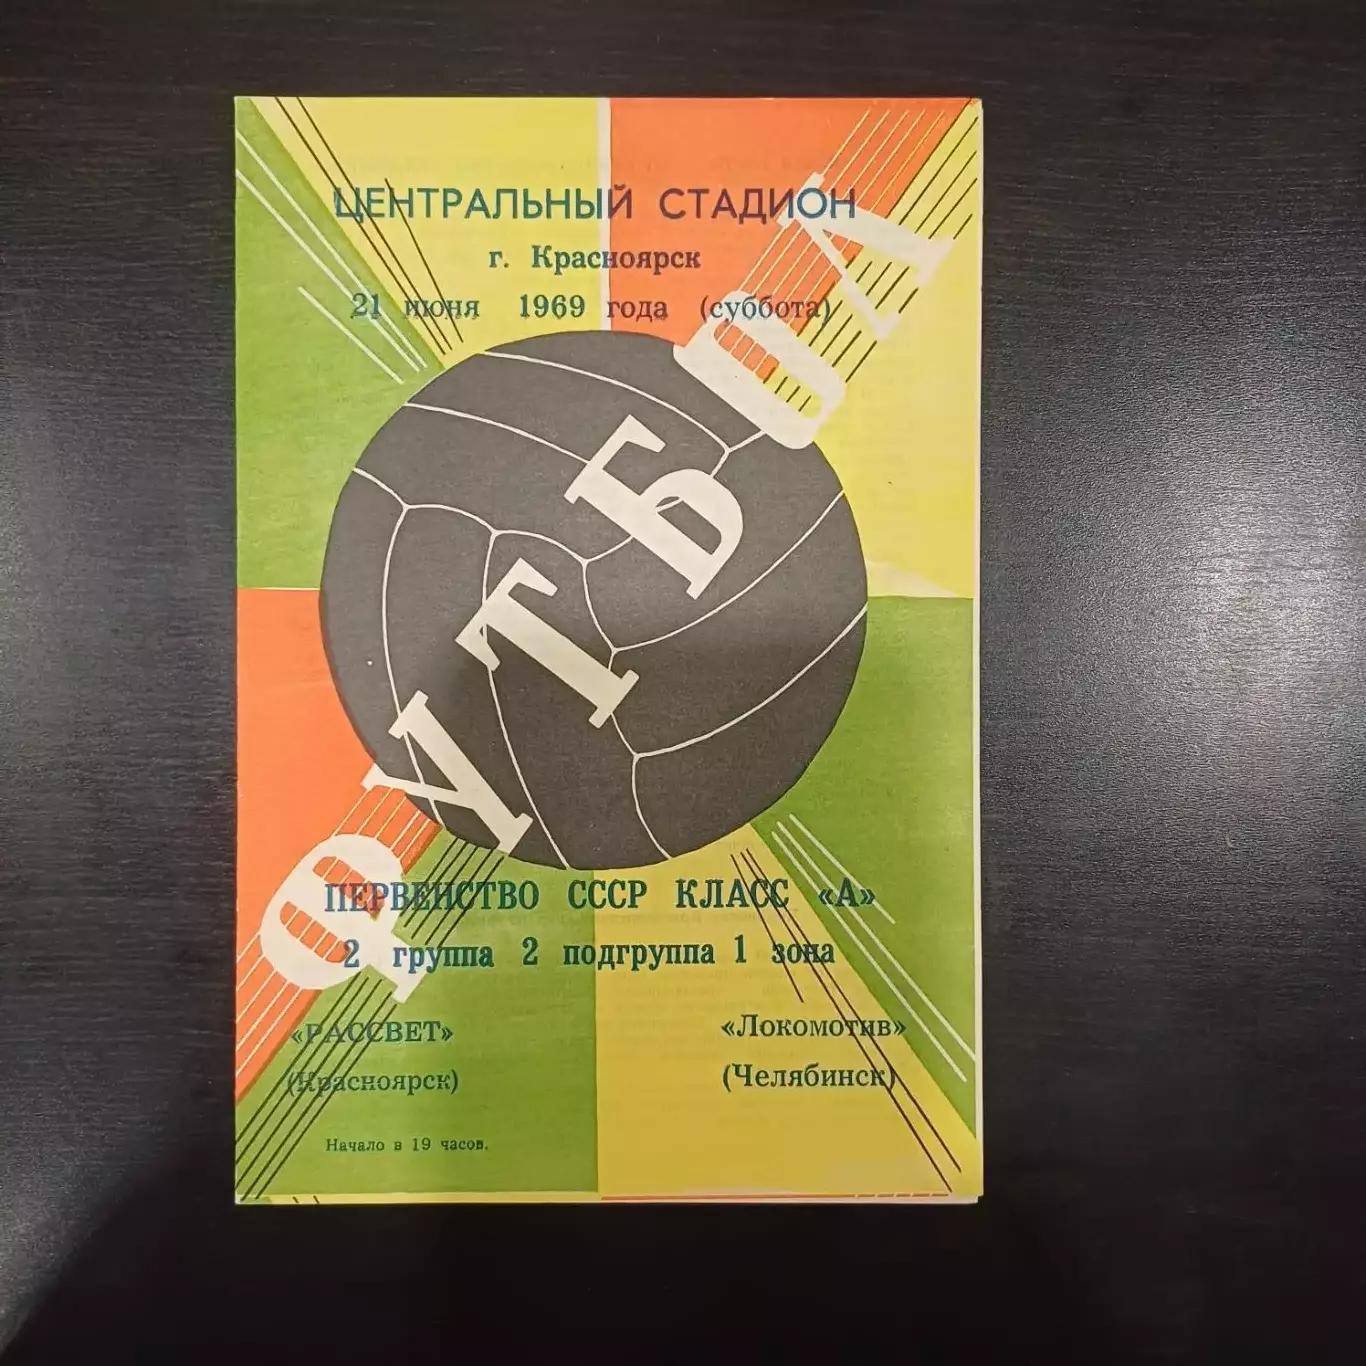 ЦЕНТРАЛЬНЫЙ СТАДИОН
г. Красноярск
21 июня 1969 года (суббота)
ФУТБОЛ
ПЕРВЕНСТВО СССР КЛАСС «А»
2 группа 2 подгруппа 1 зона
«РАССВЕТ» «Локомотив»
(Красноярск) (Челябинск)
Начало в 19 часов.